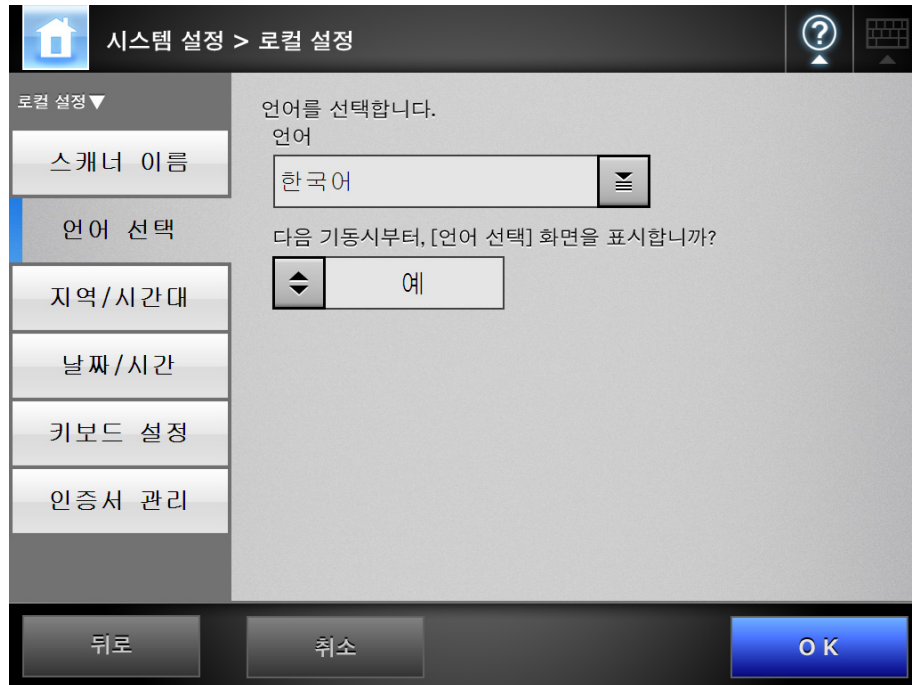 시스템 설정 > 로컬 설정
로컬 설정▼
스캐너 이름
언어 선택
지역/시간대
날짜/시간
키보드 설정
인증서 관리
언어를 선택합니다.
언어
한국어
다음 기동시부터, [언어 선택] 화면을 표시합니까?
예
뒤로
취소
OK